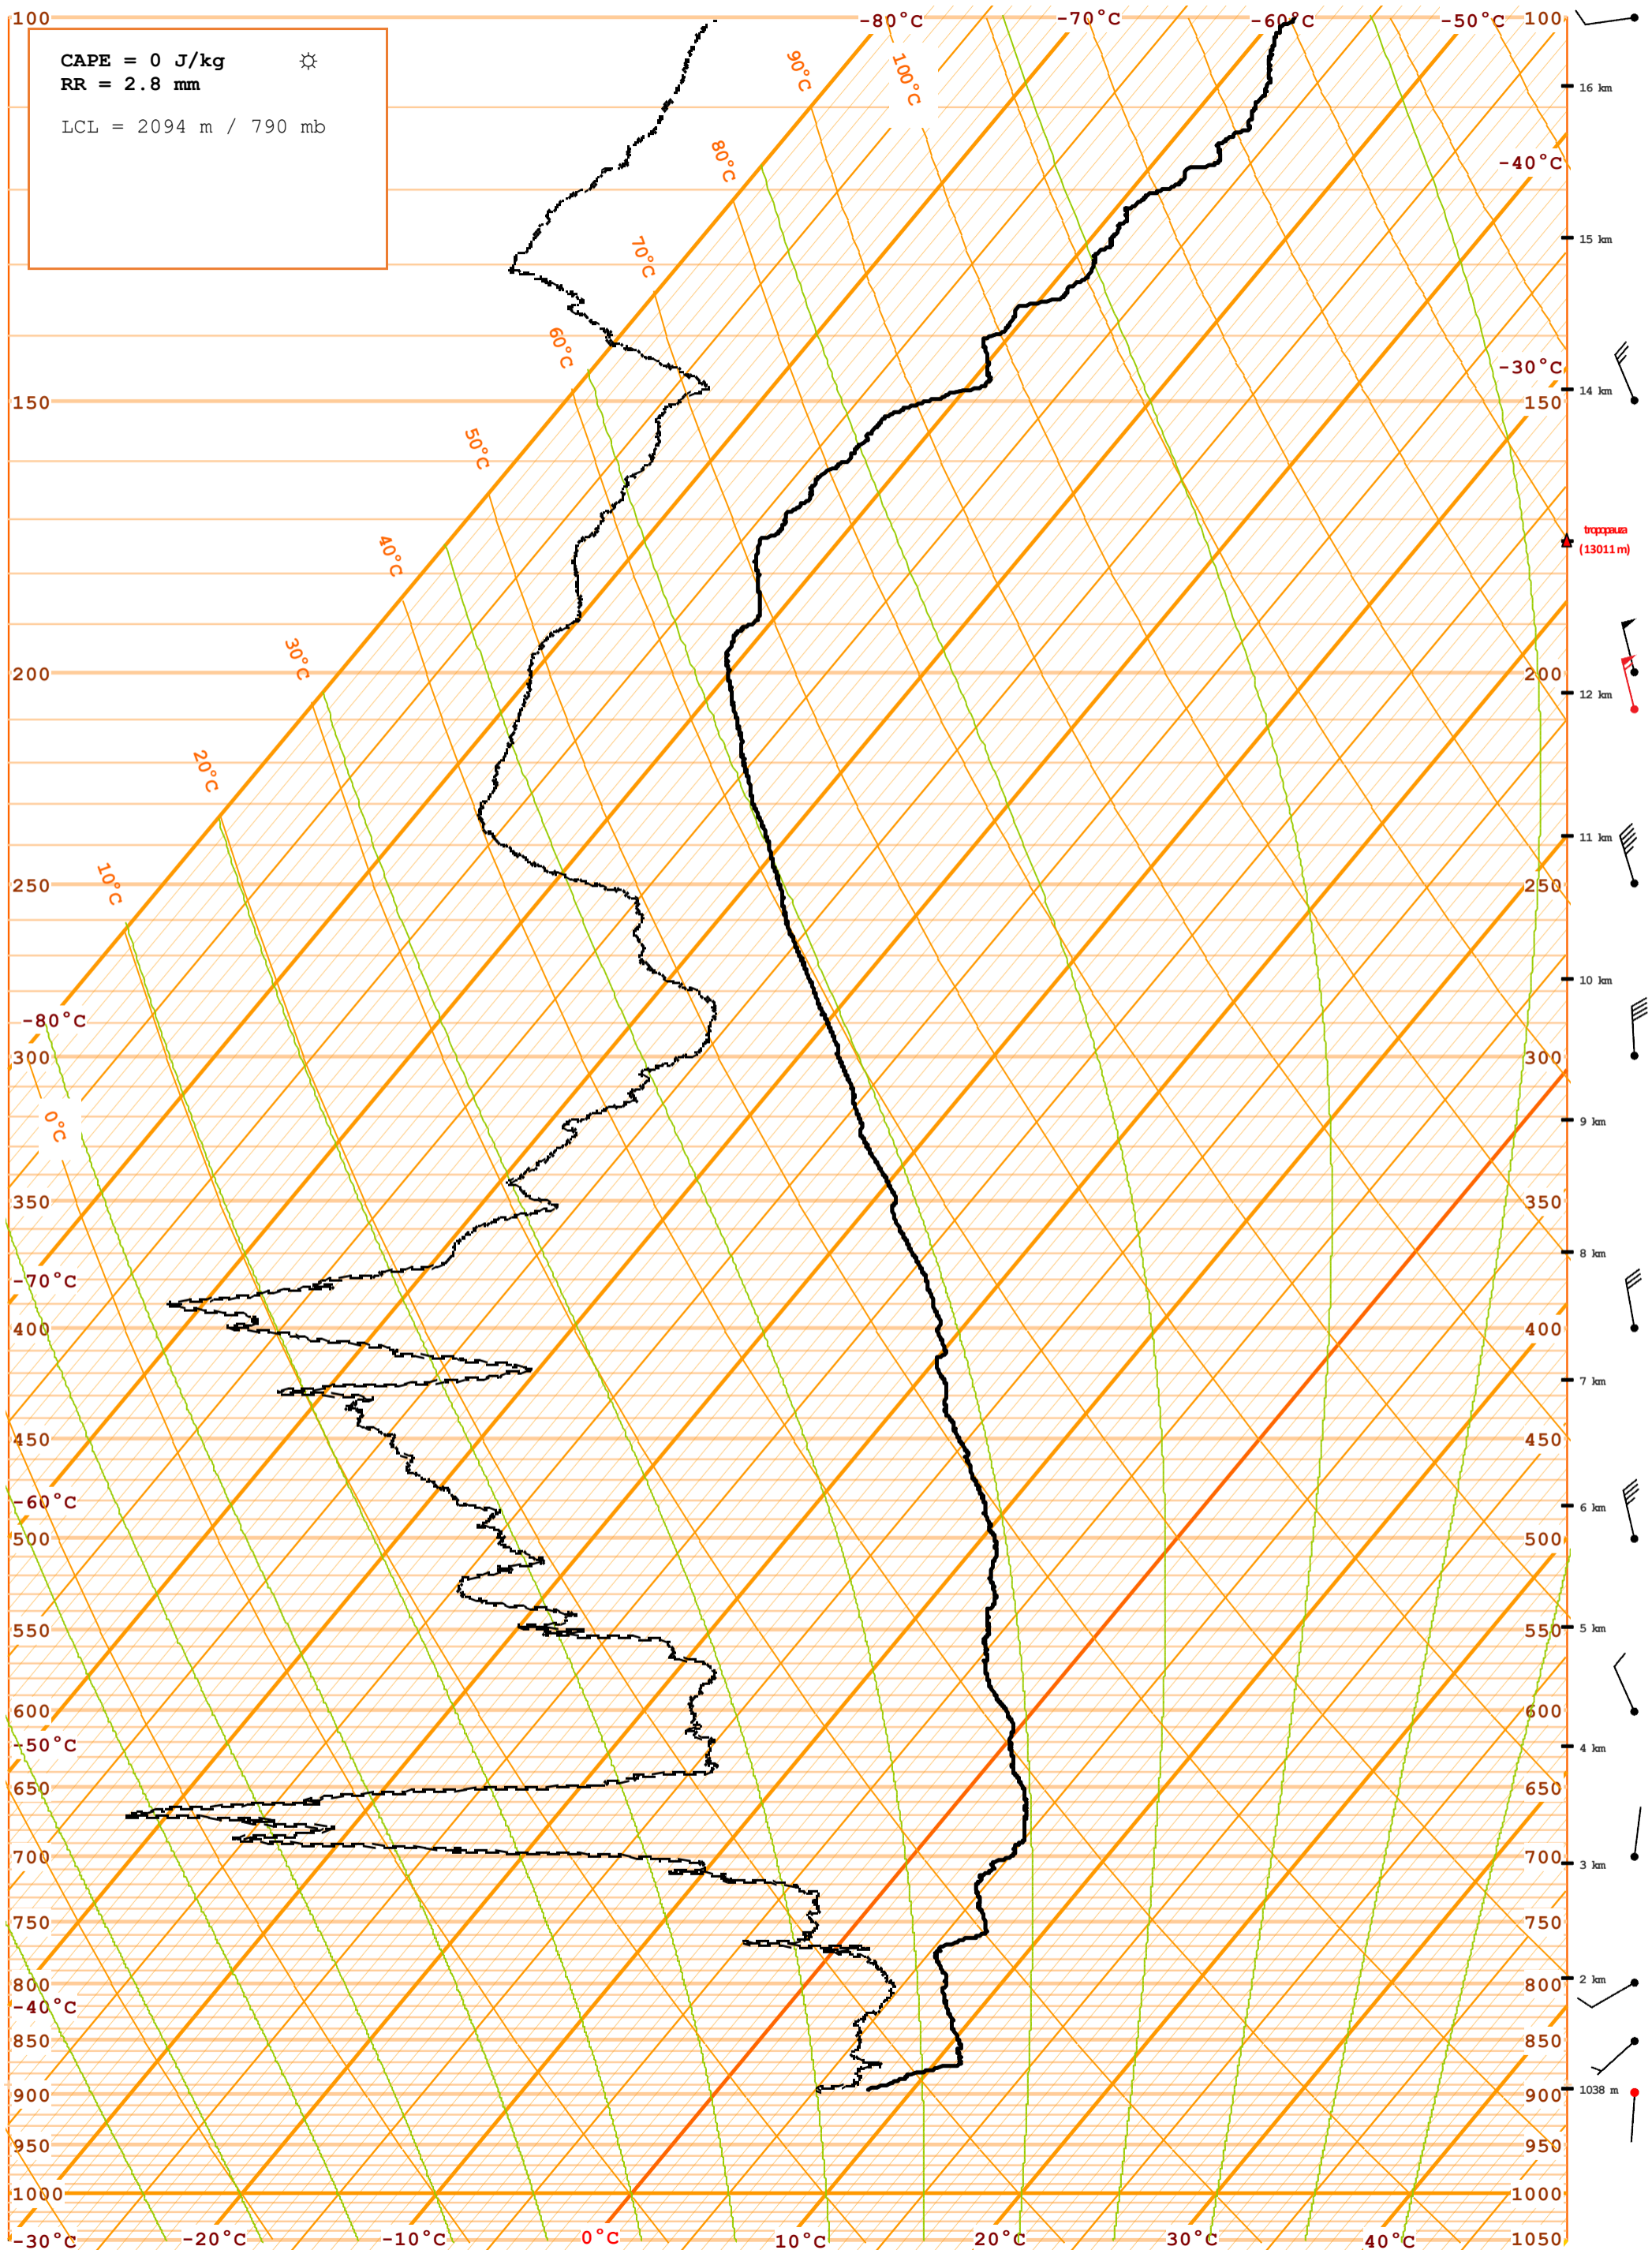 100 -80°C -70°C -60°C -50°C 100
CAPE = 0 J/kg ☼
RR = 2.8 mm
LCL = 2094 m / 790 mb
90°C 100°C
16 km
80°C
-40°C
70°C
15 km
60°C
-30°C
14 km
150 150
50°C
40°C
tropopauza
(13011 m)
30°C
200 200
12 km
20°C
11 km
10°C
250 250
10 km
-80°C
300 300
0°C
9 km
350 350
8 km
-70°C
400 400
7 km
450 450
-60°C
6 km
500 500
550 550
5 km
600 600
-50°C
4 km
650 650
700 700
3 km
750 750
2 km
800 800
-40°C
850 850
1038 m
900 900
950 950
1000 1000
-30°C -20°C -10°C 0°C 10°C 20°C 30°C 40°C 1050